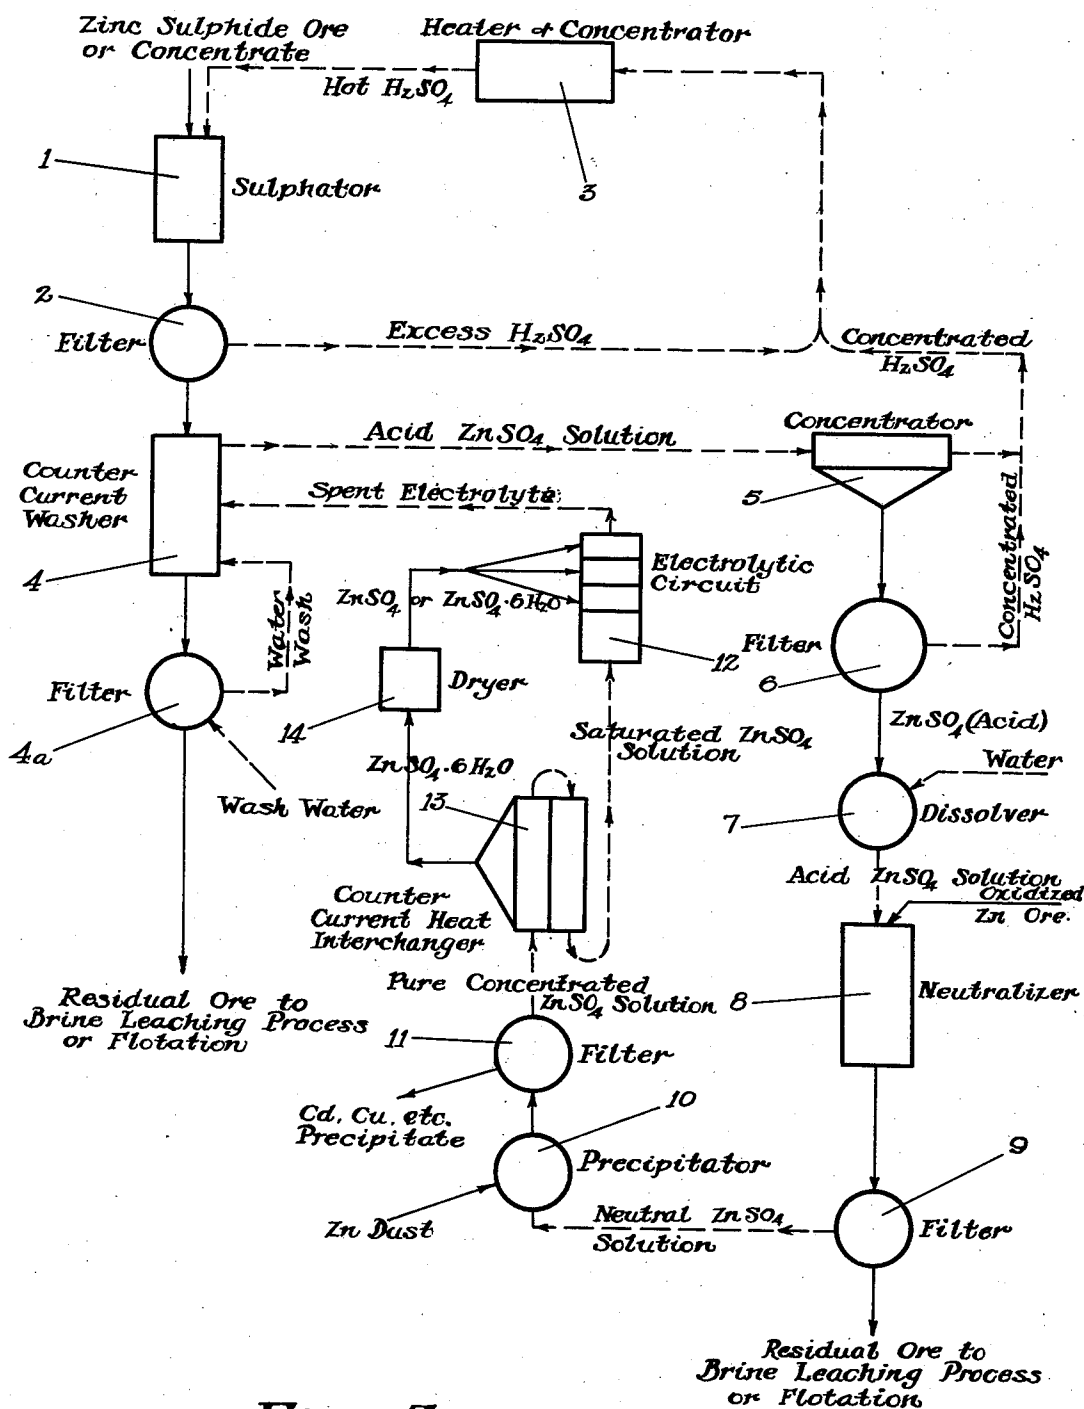 Zinc Sulphide Ore
or Concentrate
Heater & Concentrator
Hot H2SO4
3
1
Sulphator
2
Filter
Excess H2SO4
Concentrated
H2SO4
Acid ZnSO4 Solution
Concentrator
Counter
Current
Washer
Spent Electrolyte
5
Concentrated
H2SO4
4
Electrolytic
Circuit
ZnSO4 or ZnSO4·6H2O
Water
Wash
12
Filter
6
Filter
Dryer
4a
14
ZnSO4(Acid)
Saturated ZnSO4
Solution
Water
ZnSO4·6H2O
Wash Water
13
7
Dissolver
Acid ZnSO4 Solution
Oxidized
Zn Ore.
Counter
Current Heat
Interchanger
Pure Concentrated
ZnSO4 Solution
8
Neutralizer
Residual Ore to
Brine Leaching Process
or Flotation
11
Filter
Cd, Cu, etc.
Precipitate
10
Precipitator
9
Zn Dust
Neutral ZnSO4
Solution
Filter
Residual Ore to
Brine Leaching Process
or Flotation